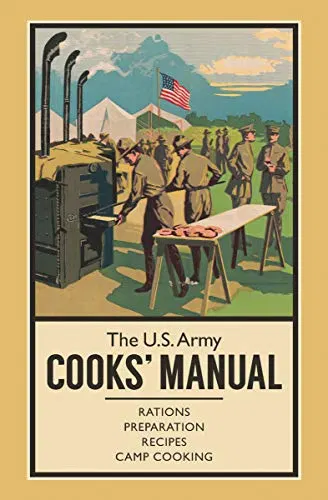 The U.S. Army
COOKS' MANUAL
RATIONS
PREPARATION
RECIPES
CAMP COOKING